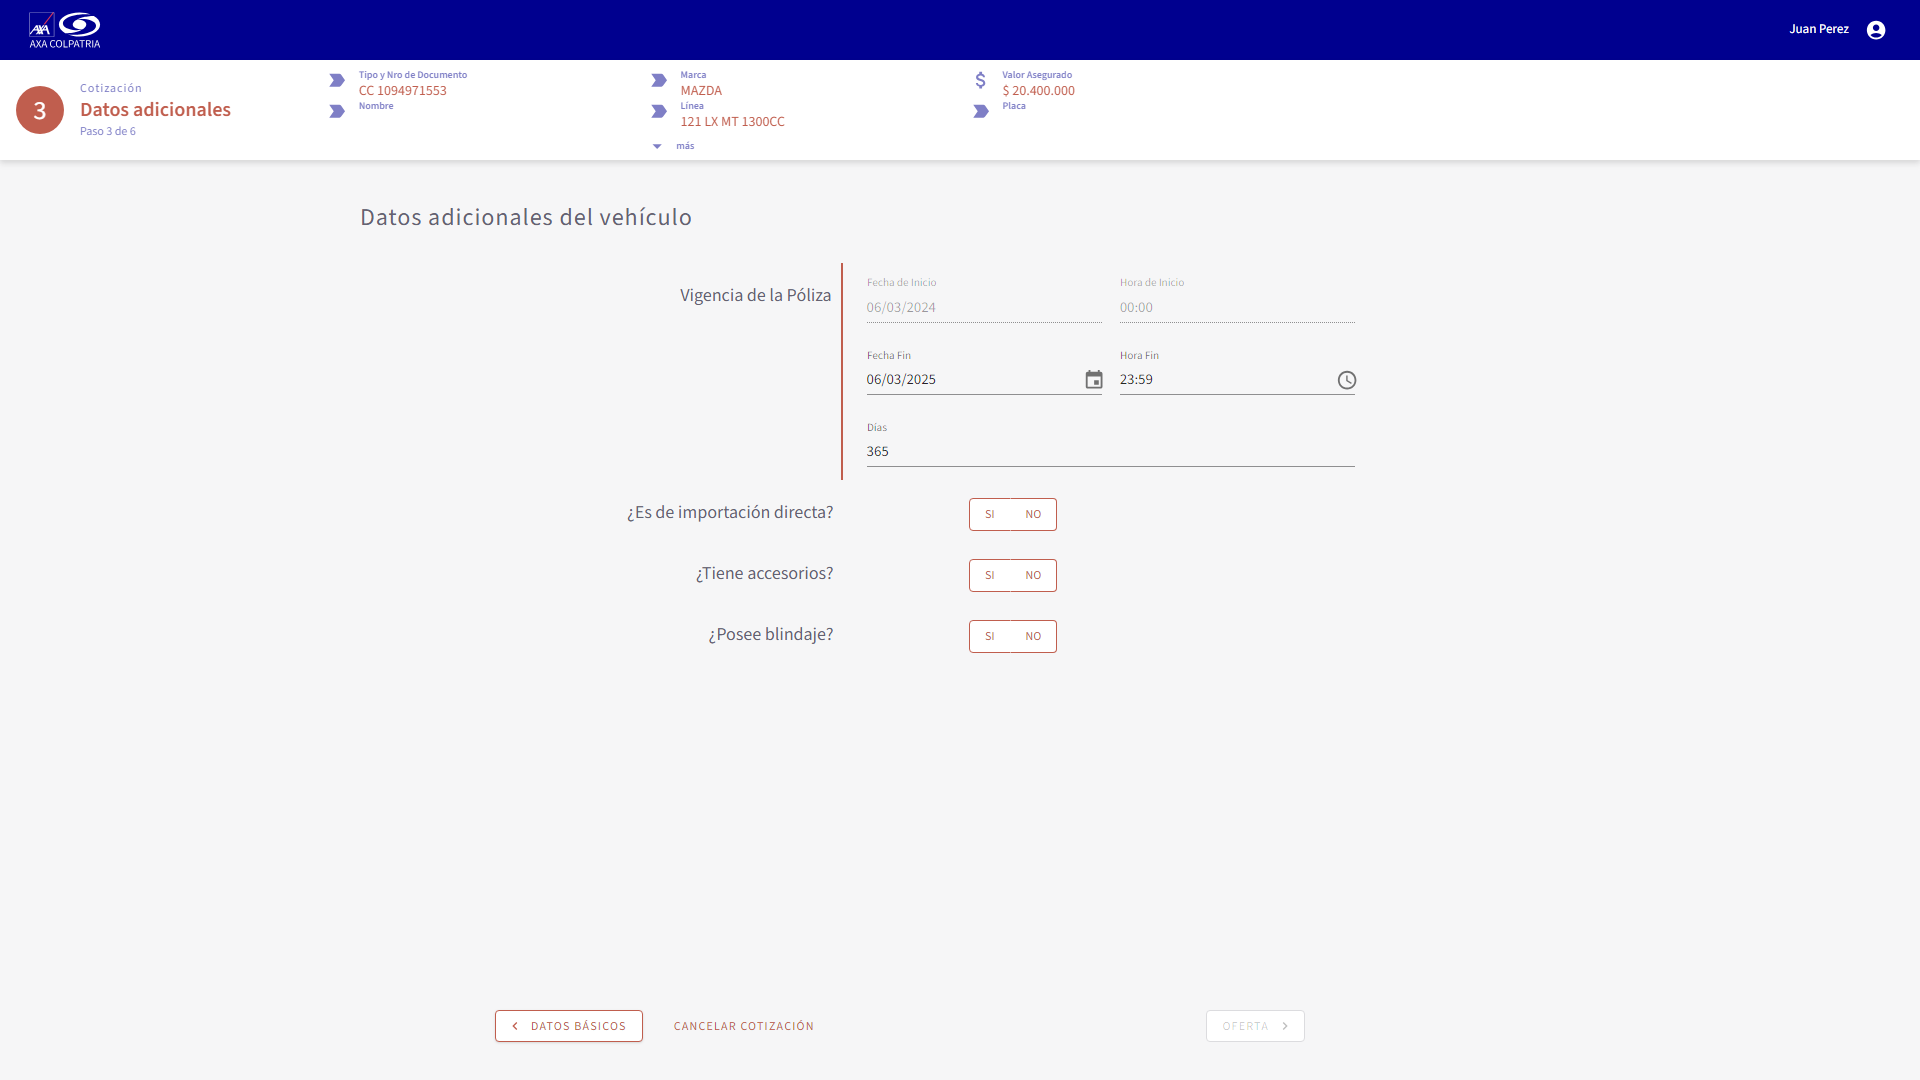 AXA
AXA COLPATRIA
Juan Perez
3
Cotización
Datos adicionales
Paso 3 de 6
Tipo y Nro de Documento
CC 1094971553
Nombre
Marca
MAZDA
Línea
121 LX MT 1300CC
más
$ Valor Asegurado
$ 20.400.000
Placa
Datos adicionales del vehículo
Vigencia de la Póliza
Fecha de Inicio
06/03/2024
Hora de Inicio
00:00
Fecha Fin
06/03/2025
Hora Fin
23:59
Días
365
¿Es de importación directa?
SI NO
¿Tiene accesorios?
SI NO
¿Posee blindaje?
SI NO
DATOS BÁSICOS
CANCELAR COTIZACIÓN
OFERTA